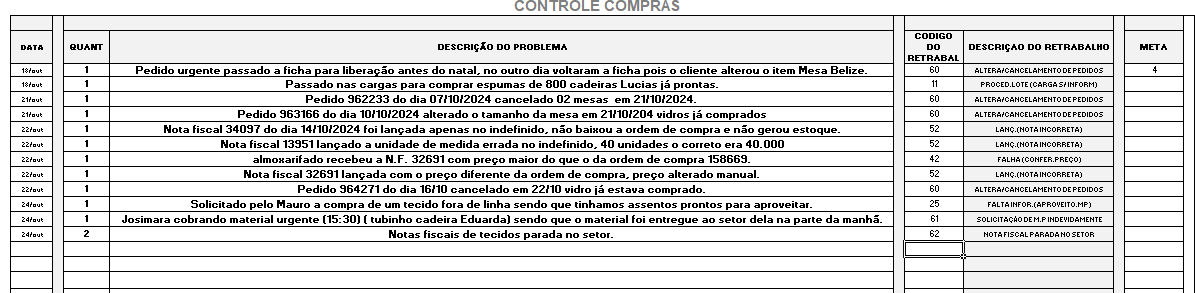 CONTROLE COMPRAS
DATA QUANT DESCRIÇÃO DO PROBLEMA CODIGO DO RETRABAL DESCRIÇAO DO RETRABALHO META
18/out 1 Pedido urgente passado a ficha para liberação antes do natal, no outro dia voltaram a ficha pois o cliente alterou o item Mesa Belize. 60 ALTERA/CANCELAMENTO DE PEDIDOS 4
18/out 1 Passado nas cargas para comprar espumas de 800 cadeiras Lucias já prontas. 11 PROCED.LOTE (CARGA S/ INFORM)
21/out 1 Pedido 962233 do dia 07/10/2024 cancelado 02 mesas em 21/10/2024. 60 ALTERA/CANCELAMENTO DE PEDIDOS
21/out 1 Pedido 963166 do dia 10/10/2024 alterado o tamanho da mesa em 21/10/204 vidros já comprados 60 ALTERA/CANCELAMENTO DE PEDIDOS
22/out 1 Nota fiscal 34097 do dia 14/10/2024 foi lançada apenas no indefinido, não baixou a ordem de compra e não gerou estoque. 52 LANÇ.(NOTA INCORRETA)
22/out 1 Nota fiscal 13951 lançado a unidade de medida errada no indefinido, 40 unidades o correto era 40.000 52 LANÇ.(NOTA INCORRETA)
22/out 1 almoxarifado recebeu a N.F. 32691 com preço maior do que o da ordem de compra 158669. 42 FALHA (CONFER.PREÇO)
22/out 1 Nota fiscal 32691 lançada com o preço diferente da ordem de compra, preço alterado manual. 52 LANÇ.(NOTA INCORRETA)
22/out 1 Pedido 964271 do dia 16/10 cancelado em 22/10 vidro já estava comprado. 60 ALTERA/CANCELAMENTO DE PEDIDOS
24/out 1 Solicitado pelo Mauro a compra de um tecido fora de linha sendo que tinhamos assentos prontos para aproveitar. 25 FALTA INFOR.(APROVEITO.MP)
24/out 1 Josimara cobrando material urgente (15:30) ( tubinho cadeira Eduarda) sendo que o material foi entregue ao setor dela na parte da manhã. 61 SOLICITAÇÃO DE M.P INDEVIDAMENTE
24/out 2 Notas fiscais de tecidos parada no setor. 62 NOTA FISCAL PARADA NO SETOR